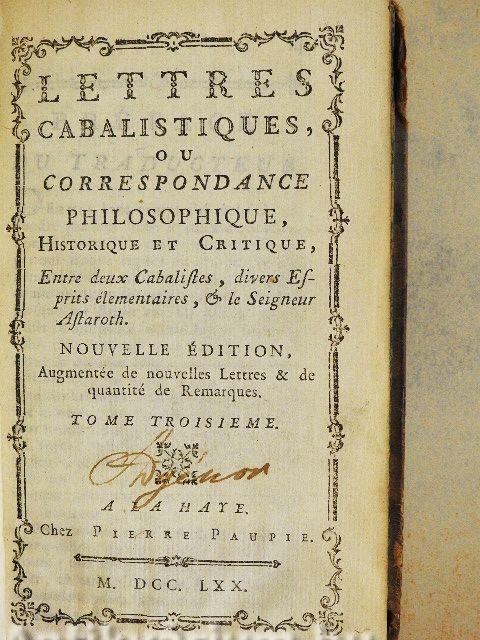 LETTRES
CABALISTIQUES,
OU
CORRESPONDANCE
PHILOSOPHIQUE,
HISTORIQUE ET CRITIQUE,
Entre deux Cabaliſtes, divers Eſ-
prits élementaires, & le Seigneur
Aſtaroth.
NOUVELLE ÉDITION,
Augmentée de nouvelles Lettres & de
quantité de Remarques.
TOME TROISIEME.
A LA HAYE.
Chez PIERRE PAUPIE.
M. DCC. LXX.